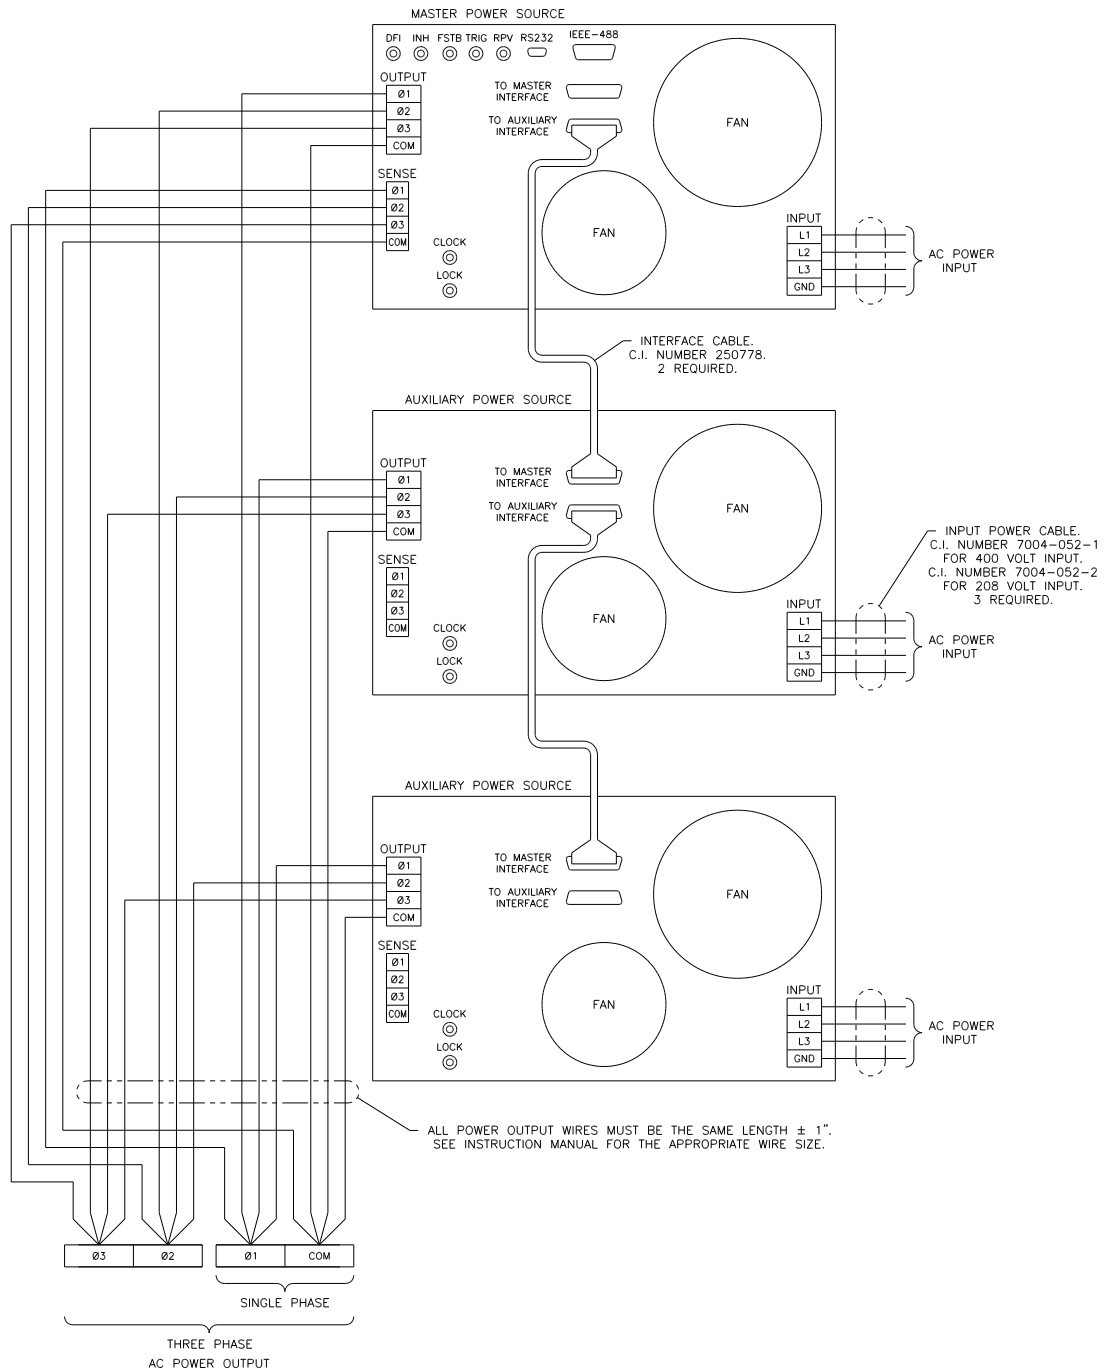 MASTER POWER SOURCE
DFI INH FSTB TRIG RPV RS232 IEEE-488
OUTPUT
Ø1
Ø2
Ø3
COM
TO MASTER
INTERFACE
TO AUXILIARY
INTERFACE
FAN
SENSE
Ø1
Ø2
Ø3
COM
FAN
CLOCK
LOCK
INPUT
L1
L2
L3
GND
AC POWER
INPUT
INTERFACE CABLE.
C.I. NUMBER 250778.
2 REQUIRED.
AUXILIARY POWER SOURCE
OUTPUT
Ø1
Ø2
Ø3
COM
TO MASTER
INTERFACE
TO AUXILIARY
INTERFACE
FAN
INPUT POWER CABLE.
C.I. NUMBER 7004-052-1
FOR 400 VOLT INPUT.
C.I. NUMBER 7004-052-2
FOR 208 VOLT INPUT.
3 REQUIRED.
SENSE
Ø1
Ø2
Ø3
COM
FAN
CLOCK
LOCK
INPUT
L1
L2
L3
GND
AC POWER
INPUT
AUXILIARY POWER SOURCE
OUTPUT
Ø1
Ø2
Ø3
COM
TO MASTER
INTERFACE
TO AUXILIARY
INTERFACE
FAN
SENSE
Ø1
Ø2
Ø3
COM
FAN
CLOCK
LOCK
INPUT
L1
L2
L3
GND
AC POWER
INPUT
ALL POWER OUTPUT WIRES MUST BE THE SAME LENGTH ± 1".
SEE INSTRUCTION MANUAL FOR THE APPROPRIATE WIRE SIZE.
Ø3 Ø2 Ø1 COM
SINGLE PHASE
THREE PHASE
AC POWER OUTPUT